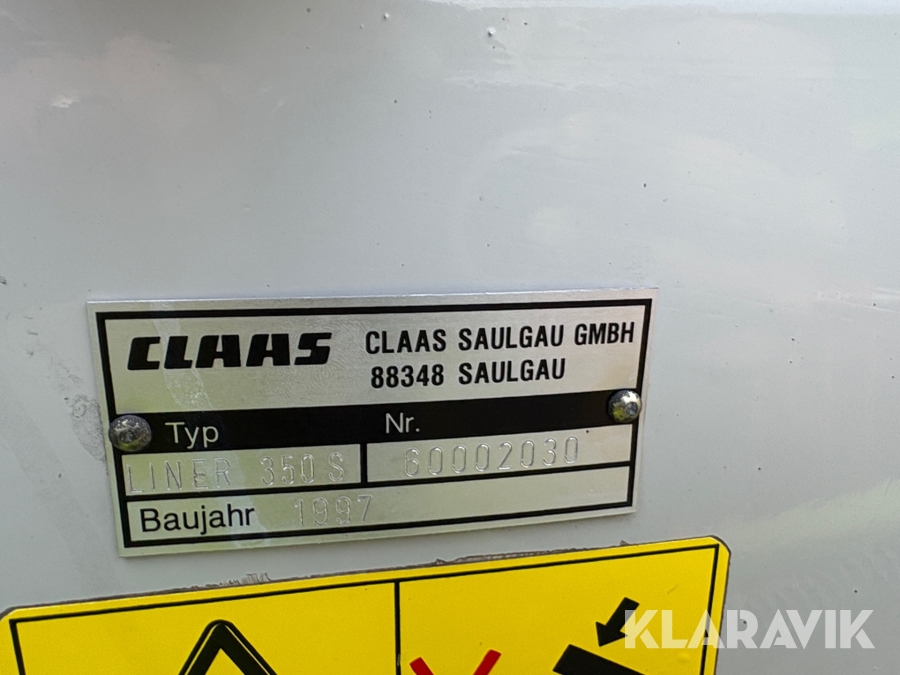 CLAAS
CLAAS SAULGAU GMBH
88348 SAULGAU
Typ
Nr.
LINER 350 S
60002030
Baujahr 1997
KLARAVIK